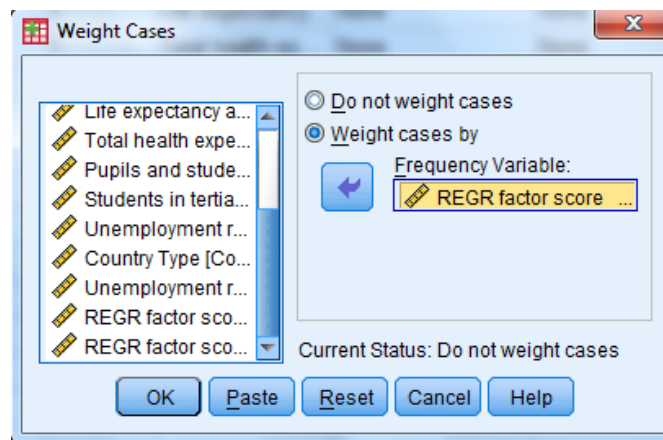 Weight Cases
Life expectancy a...
Total health expe...
Pupils and stude...
Students in tertia...
Unemployment r...
Country Type [Co...
Unemployment r...
REGR factor sco...
REGR factor sco...
Do not weight cases
Weight cases by
Frequency Variable:
REGR factor score ...
Current Status: Do not weight cases
OK Paste Reset Cancel Help